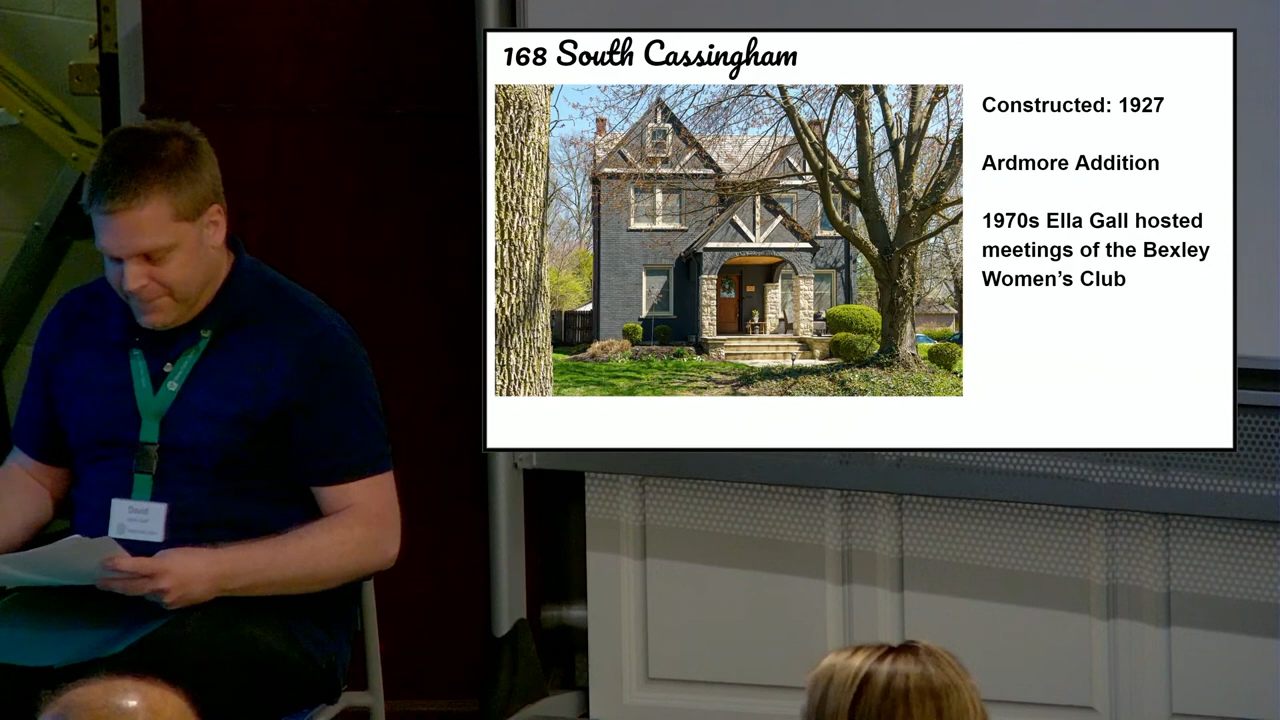 168 South Cassingham
Constructed: 1927
Ardmore Addition
1970s Ella Gall hosted
meetings of the Bexley
Women’s Club
David